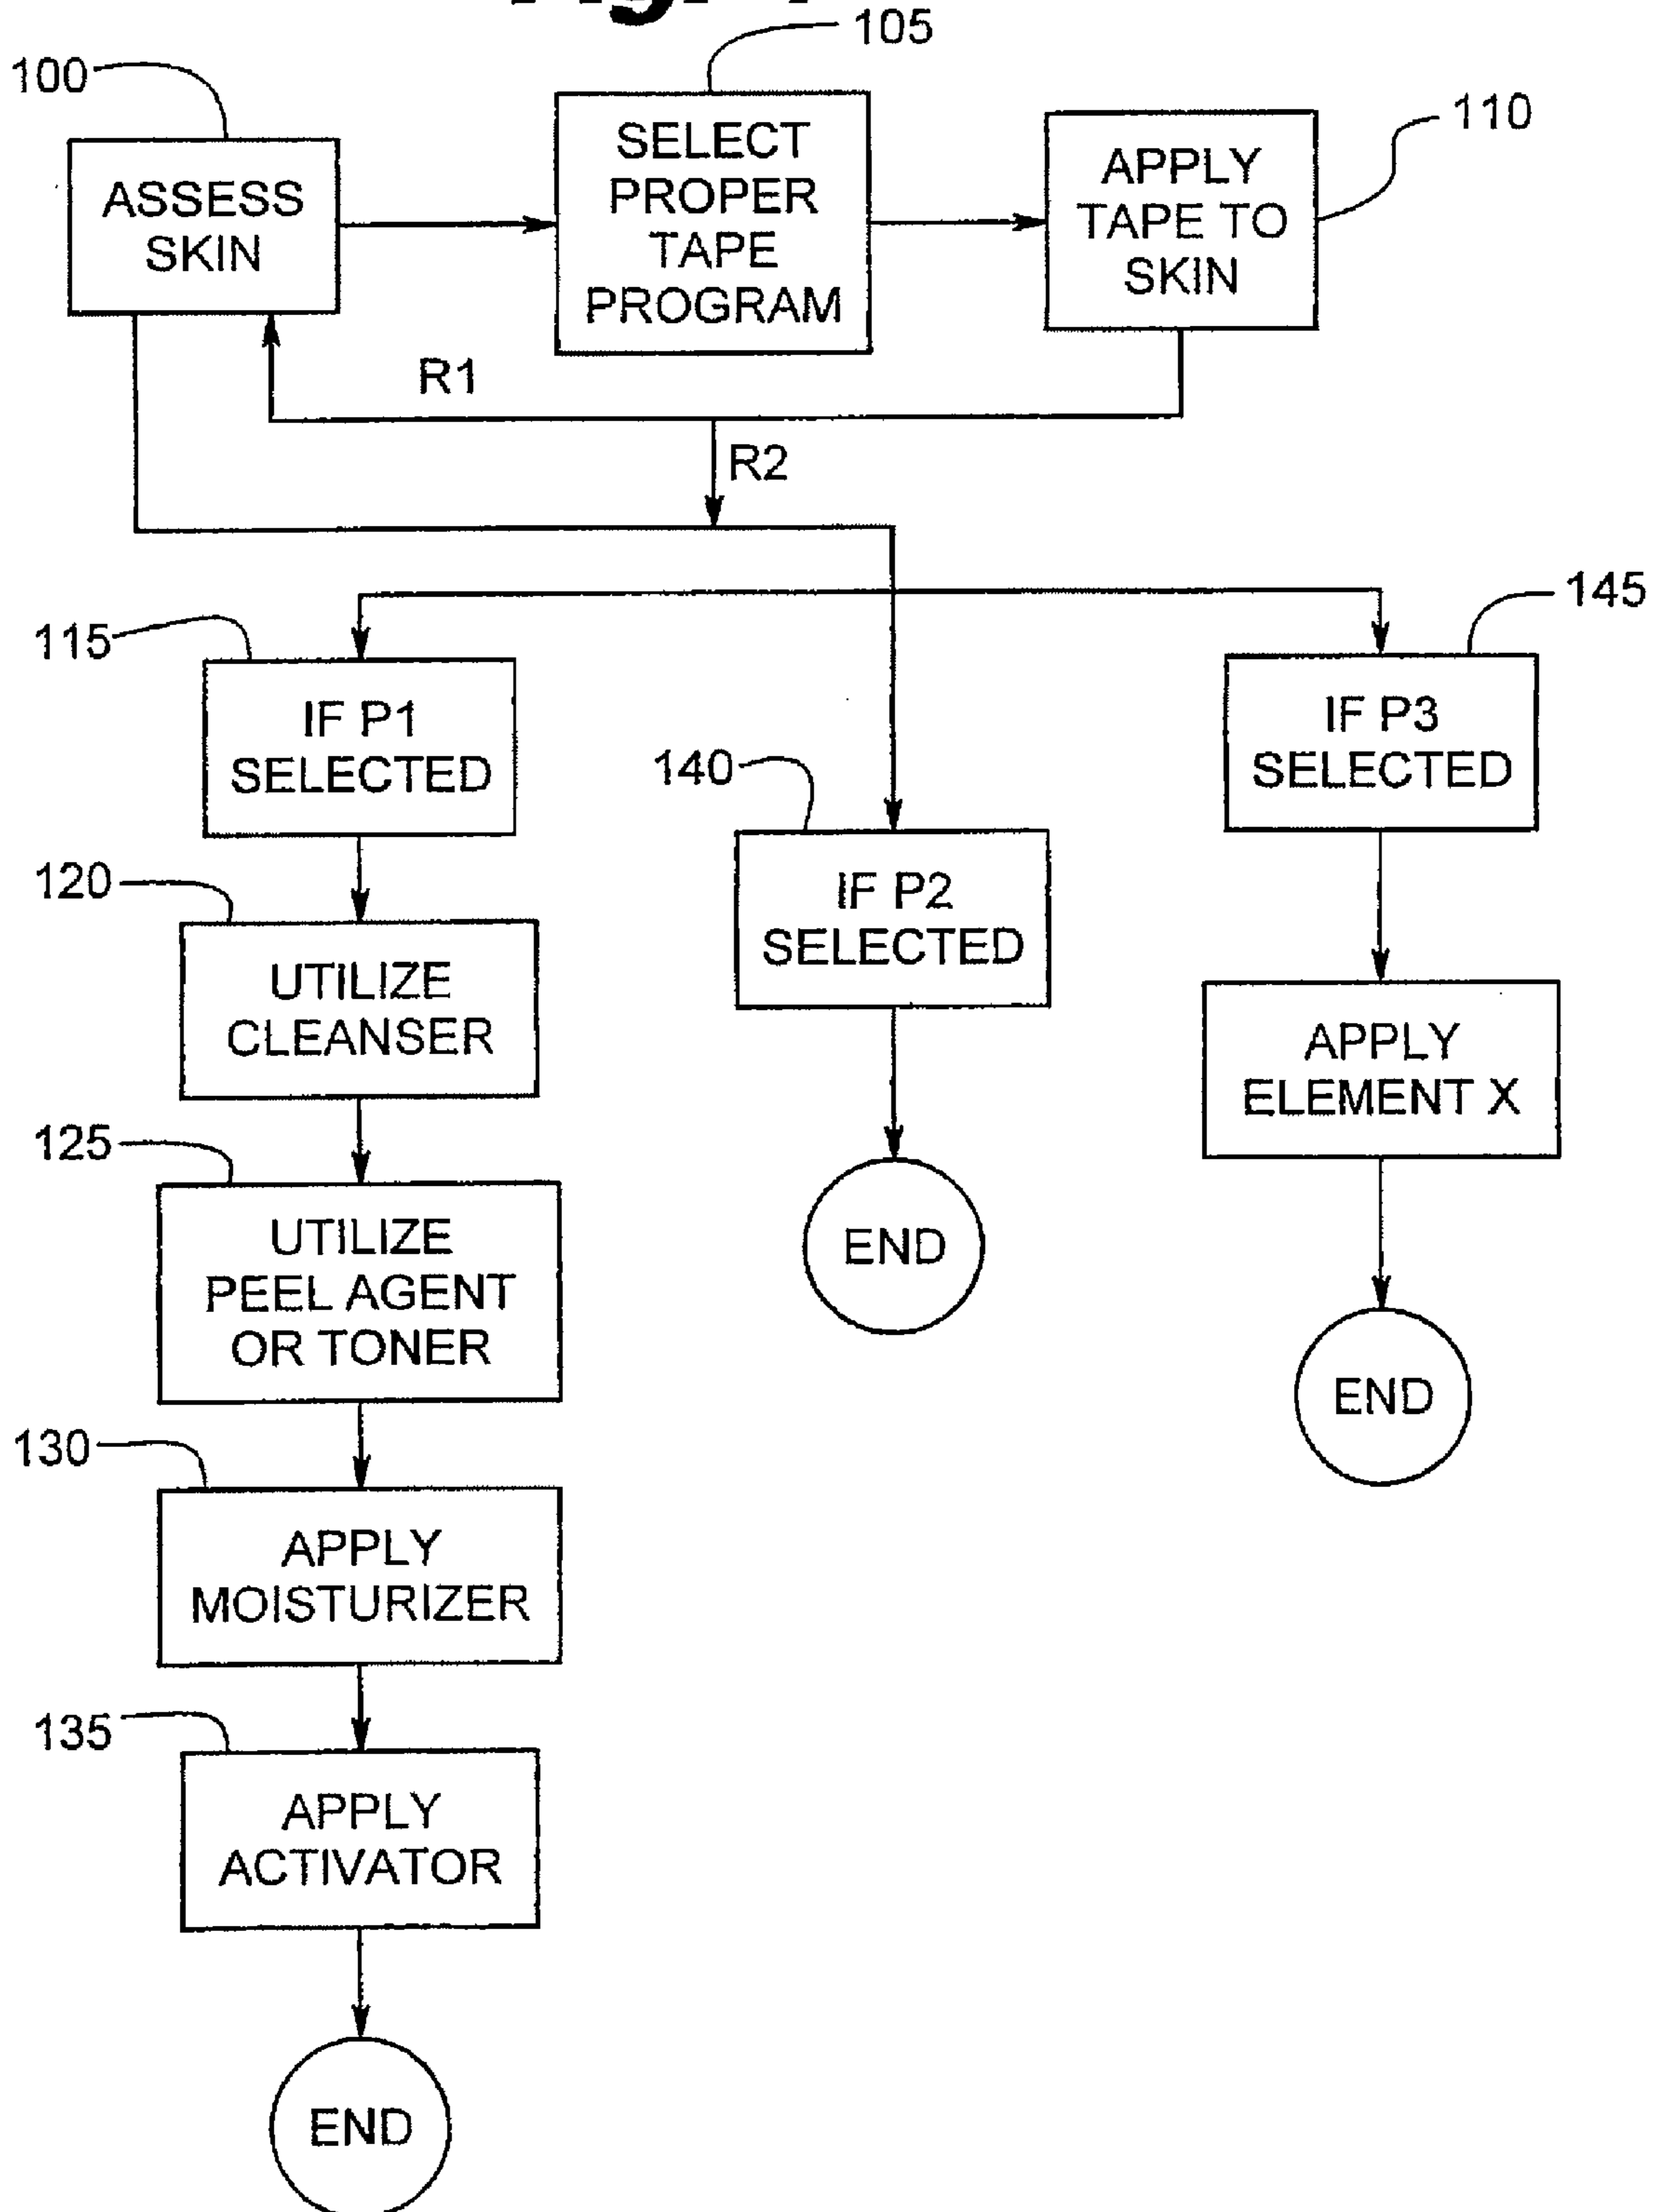 105
100
110
ASSESS
SKIN
SELECT
PROPER
TAPE
PROGRAM
APPLY
TAPE TO
SKIN
R1
R2
115
145
IF P1
SELECTED
140
IF P2
SELECTED
IF P3
SELECTED
120
UTILIZE
CLEANSER
APPLY
ELEMENT X
125
UTILIZE
PEEL AGENT
OR TONER
END
END
130
APPLY
MOISTURIZER
135
APPLY
ACTIVATOR
END